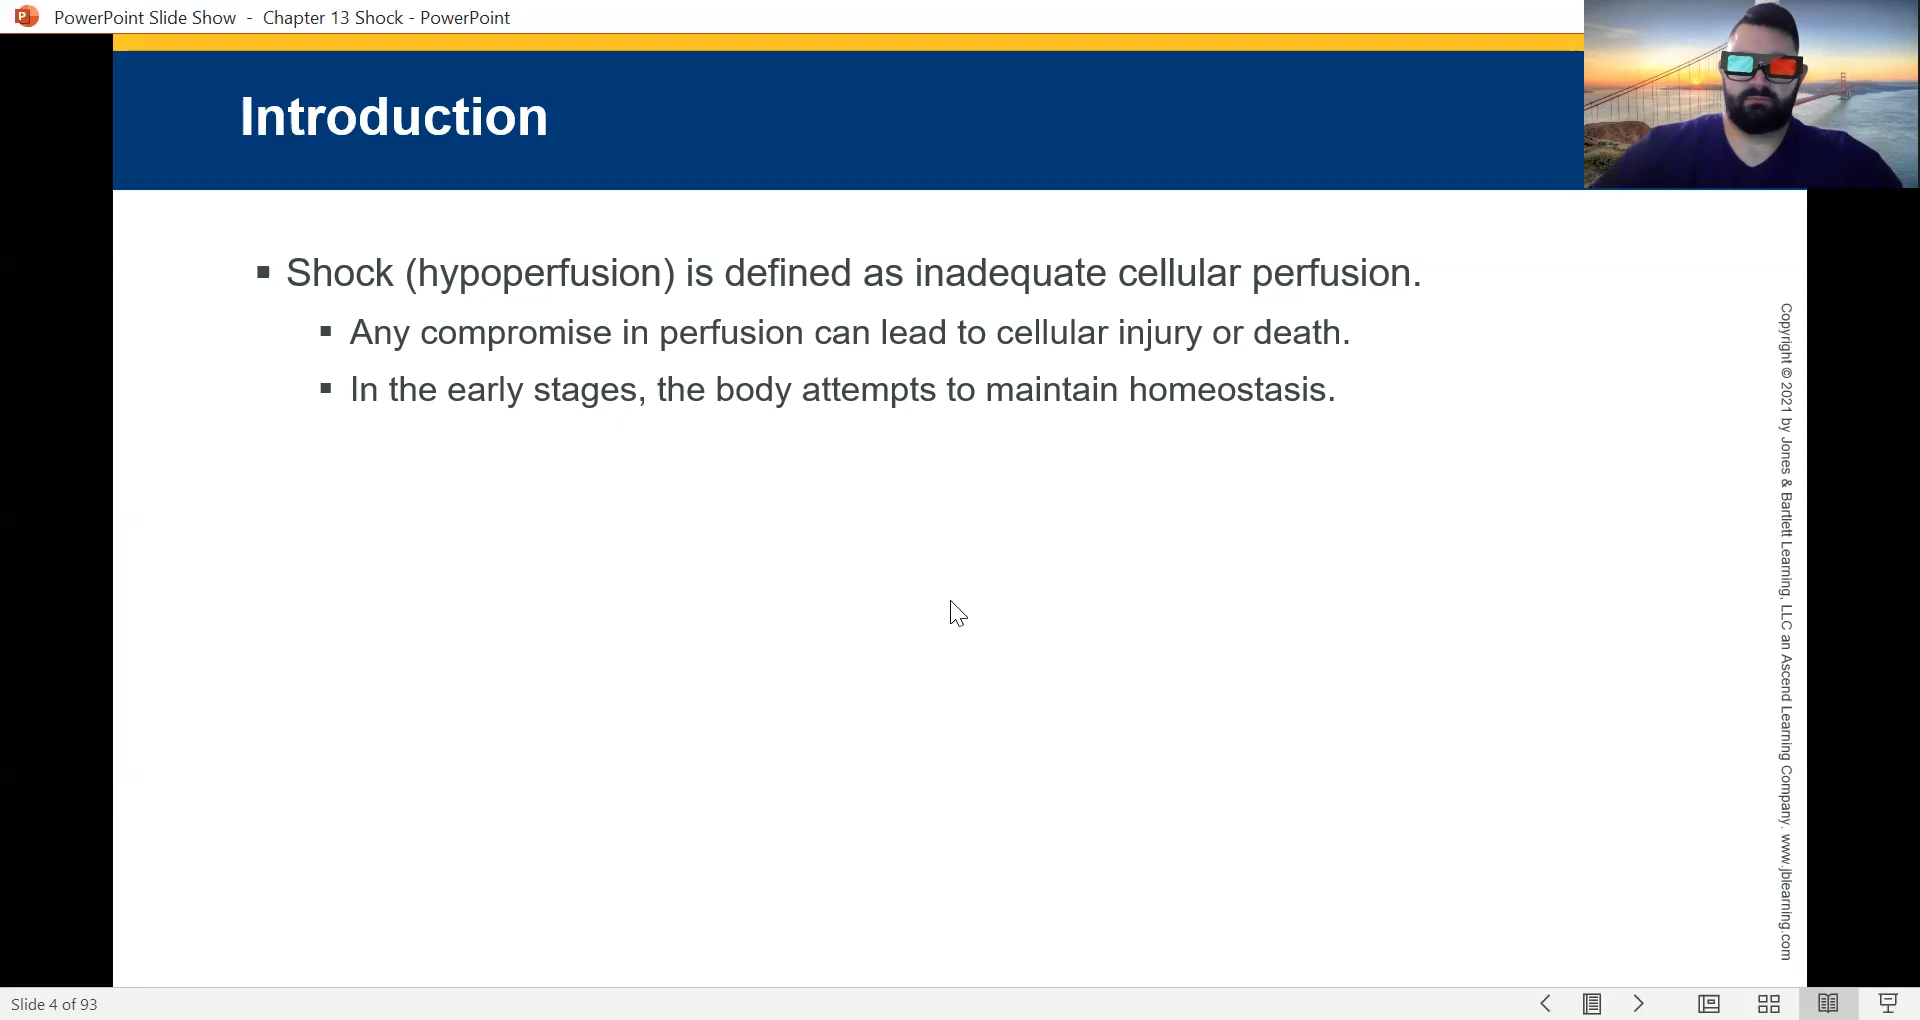 PowerPoint Slide Show - Chapter 13 Shock - PowerPoint
Introduction
▪ Shock (hypoperfusion) is defined as inadequate cellular perfusion.
▪ Any compromise in perfusion can lead to cellular injury or death.
▪ In the early stages, the body attempts to maintain homeostasis.
Copyright © 2021 by Jones & Bartlett Learning, LLC an Ascend Learning Company. www.jblearning.com
Slide 4 of 93